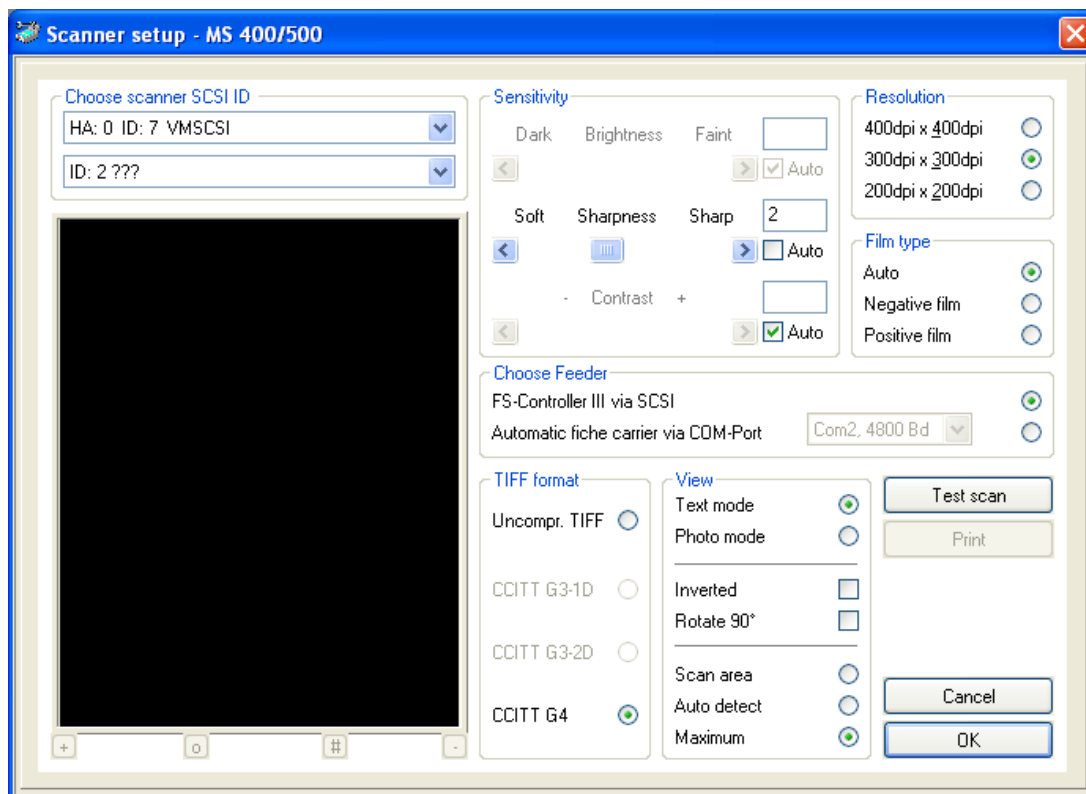 Scanner setup - MS 400/500
Choose scanner SCSI ID
HA: 0 ID: 7 VMSCSI
ID: 2 ???
+ o # -
Sensitivity
Dark Brightness Faint
Auto
Soft Sharpness Sharp 2
Auto
- Contrast +
Auto
Resolution
400dpi x 400dpi
300dpi x 300dpi
200dpi x 200dpi
Film type
Auto
Negative film
Positive film
Choose Feeder
FS-Controller III via SCSI
Automatic fiche carrier via COM-Port Com2, 4800 Bd
TIFF format
Uncompr. TIFF
CCITT G3-1D
CCITT G3-2D
CCITT G4
View
Text mode
Photo mode
Inverted
Rotate 90°
Scan area
Auto detect
Maximum
Test scan
Print
Cancel
OK